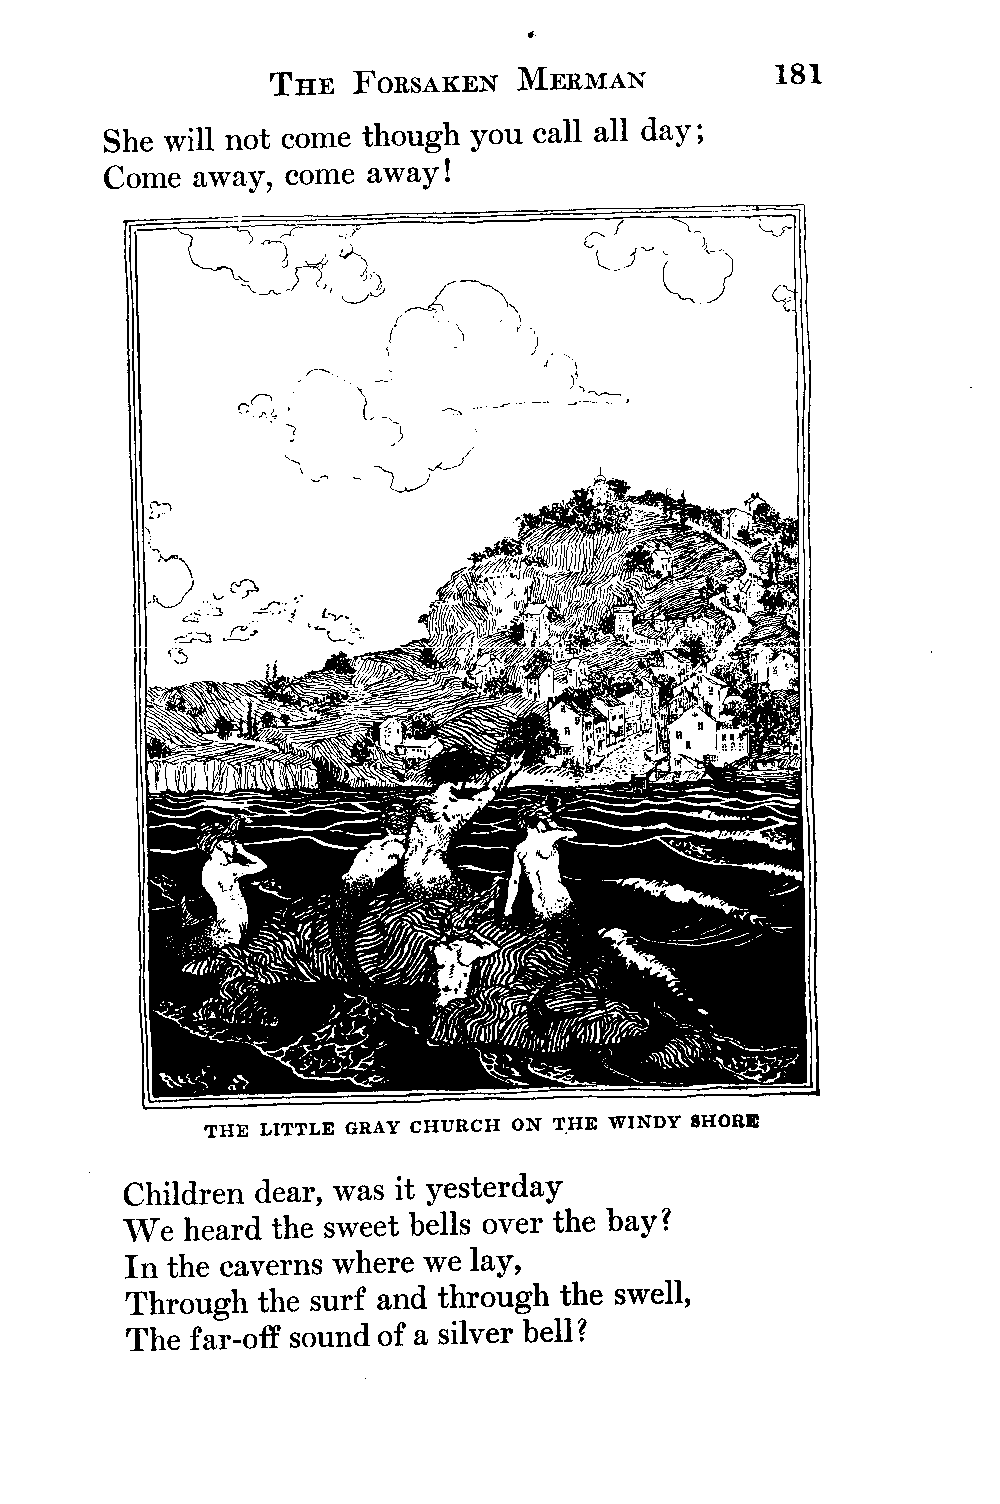 THE FORSAKEN MERMAN 181
She will not come though you call all day;
Come away, come away!
THE LITTLE GRAY CHURCH ON THE WINDY SHORE
Children dear, was it yesterday
We heard the sweet bells over the bay?
In the caverns where we lay,
Through the surf and through the swell,
The far-off sound of a silver bell?